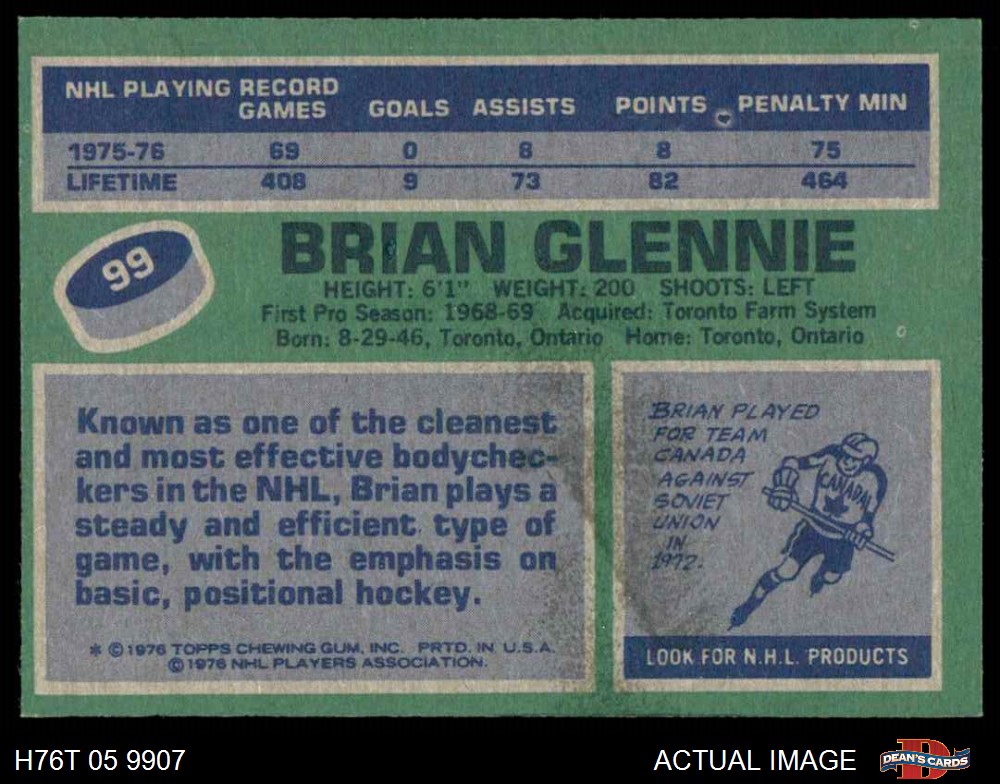 NHL PLAYING RECORD
GAMES GOALS ASSISTS POINTS PENALTY MIN
1975-76 69 0 8 8 75
LIFETIME 408 9 73 82 464
99
BRIAN GLENNIE
HEIGHT: 6'1" WEIGHT: 200 SHOOTS: LEFT
First Pro Season: 1968-69 Acquired: Toronto Farm System
Born: 8-29-46, Toronto, Ontario Home: Toronto, Ontario
Known as one of the cleanest
and most effective bodychec-
kers in the NHL, Brian plays a
steady and efficient type of
game, with the emphasis on
basic, positional hockey.
* © 1976 TOPPS CHEWING GUM, INC. PRTD. IN U.S.A.
© 1976 NHL PLAYERS ASSOCIATION.
BRIAN PLAYED
FOR TEAM
CANADA
AGAINST
SOVIET
UNION
IN
1972.
CANADA
LOOK FOR N.H.L. PRODUCTS
H76T 05 9907
ACTUAL IMAGE
DEAN'S CARDS